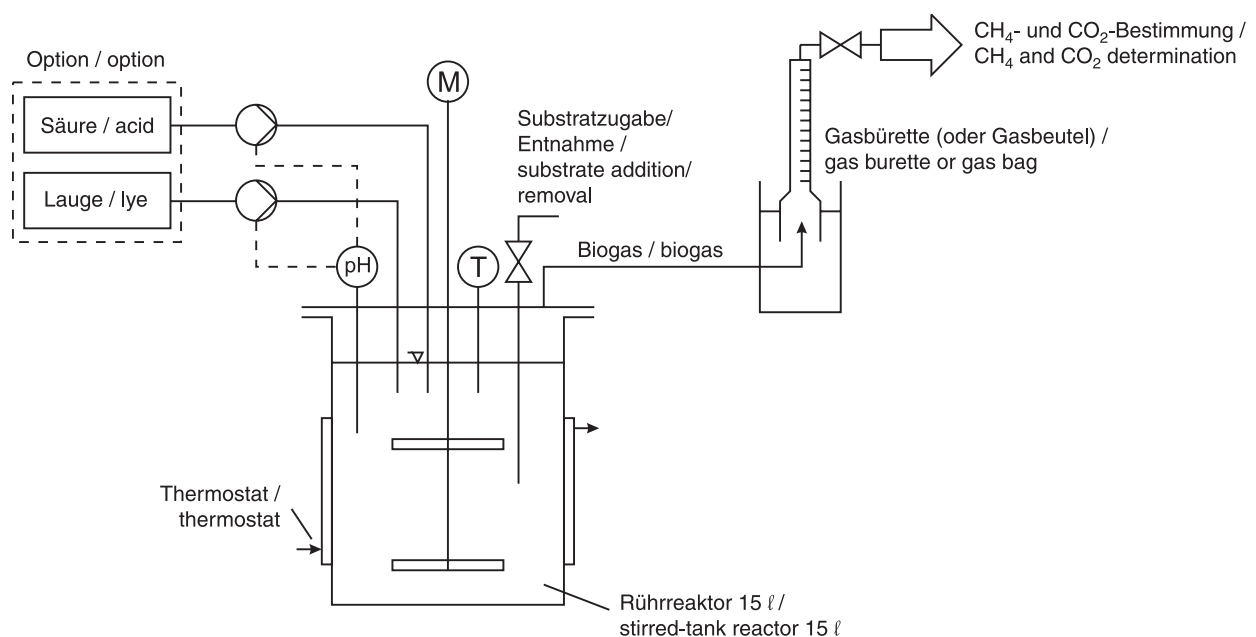 Option / option
Säure / acid
Lauge / lye
M
pH
T
Substratzugabe/
Entnahme /
substrate addition/
removal
Biogas / biogas
CH₄- und CO₂-Bestimmung /
CH₄ and CO₂ determination
Gasbürette (oder Gasbeutel) /
gas burette or gas bag
Thermostat /
thermostat
Rührreaktor 15 ℓ /
stirred-tank reactor 15 ℓ